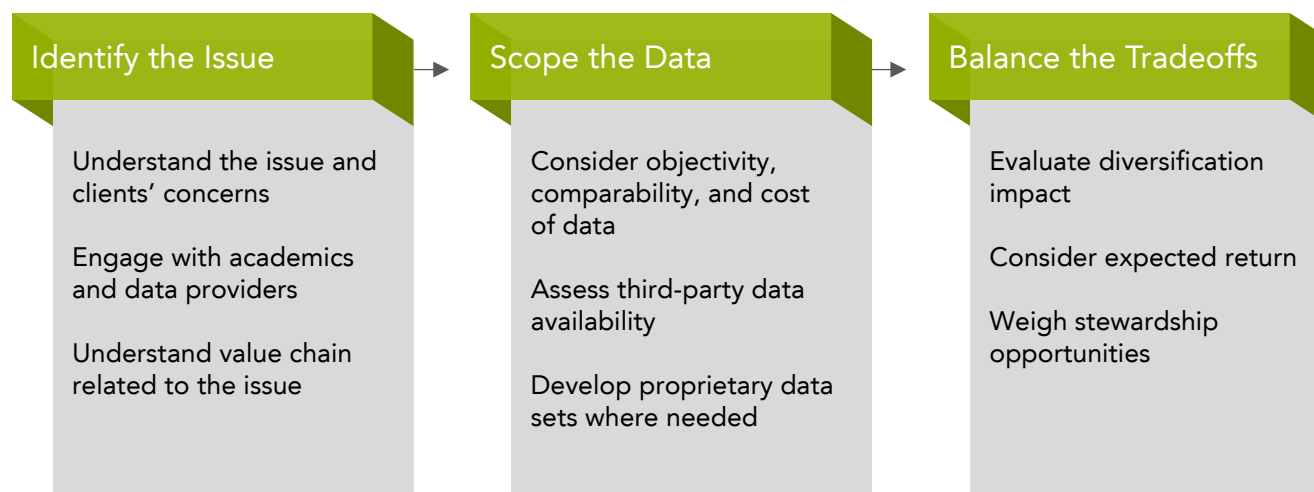 Identify the Issue
Understand the issue and
clients’ concerns
Engage with academics
and data providers
Understand value chain
related to the issue
Scope the Data
Consider objectivity,
comparability, and cost
of data
Assess third-party data
availability
Develop proprietary data
sets where needed
Balance the Tradeoffs
Evaluate diversification
impact
Consider expected return
Weigh stewardship
opportunities